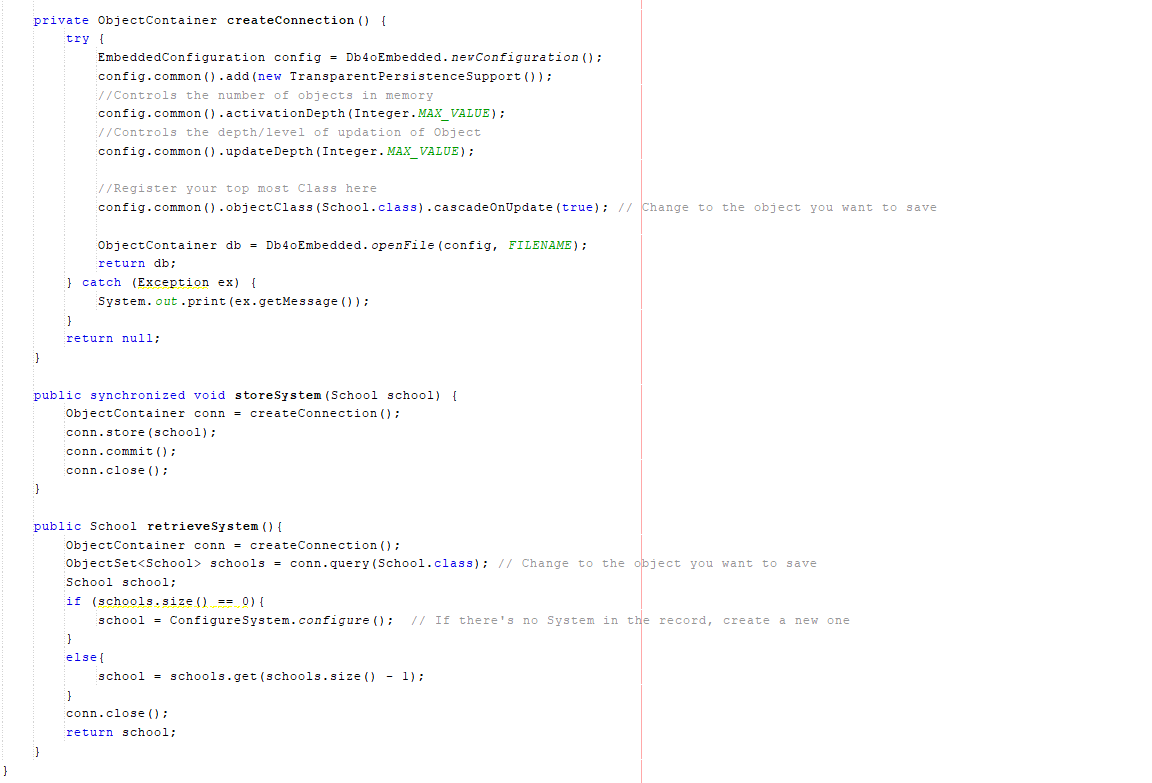 private ObjectContainer createConnection() {
try {
EmbeddedConfiguration config = Db4oEmbedded.newConfiguration();
config.common().add(new TransparentPersistenceSupport());
//Controls the number of objects in memory
config.common().activationDepth(Integer.MAX_VALUE);
//Controls the depth/level of updation of Object
config.common().updateDepth(Integer.MAX_VALUE);
//Register your top most Class here
config.common().objectClass(School.class).cascadeOnUpdate(true); // Change to the object you want to save
ObjectContainer db = Db4oEmbedded.openFile(config, FILENAME);
return db;
} catch (Exception ex) {
System.out.print(ex.getMessage());
}
return null;
}
public synchronized void storeSystem(School school) {
ObjectContainer conn = createConnection();
conn.store(school);
conn.commit();
conn.close();
}
public School retrieveSystem(){
ObjectContainer conn = createConnection();
ObjectSet<School> schools = conn.query(School.class); // Change to the object you want to save
School school;
if (schools.size() == 0){
school = ConfigureSystem.configure();  // If there's no System in the record, create a new one
}
else{
school = schools.get(schools.size() - 1);
}
conn.close();
return school;
}
}